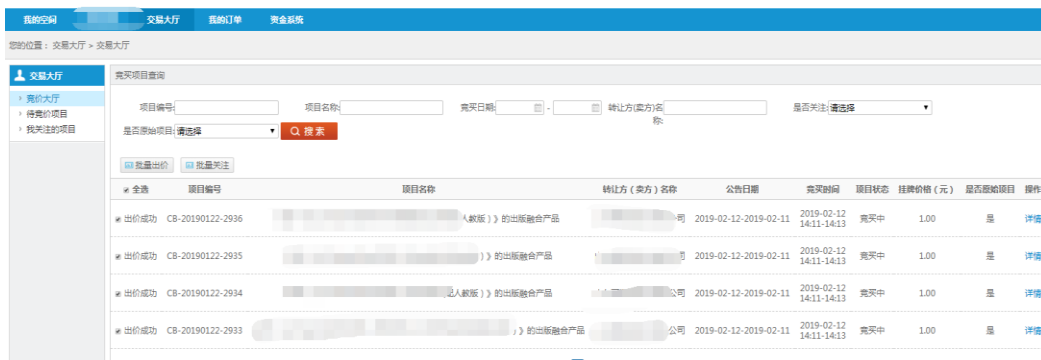 我的空间 交易大厅 我的订单 资金系统
您的位置：交易大厅 > 交易大厅
交易大厅
竞价大厅
待竞价项目
我关注的项目
竞买项目查询
项目编号: 项目名称: 竞买日期: - 转让方(卖方)名称: 是否关注: 请选择
是否原始项目: 请选择 搜索
批量出价 批量关注
全选 项目编号 项目名称 转让方（卖方）名称 公告日期 竞买时间 项目状态 挂牌价格（元） 是否原始项目 操作
出价成功 CB-20190122-2936 人教版）》的出版融合产品 公司 2019-02-12-2019-02-11 2019-02-12 14:11-14:13 竞买中 1.00 是 详情
出价成功 CB-20190122-2935 ）》的出版融合产品 2019-02-12-2019-02-11 2019-02-12 14:11-14:13 竞买中 1.00 是 详情
出价成功 CB-20190122-2934 人教版）》的出版融合产品 公司 2019-02-12-2019-02-11 2019-02-12 14:11-14:13 竞买中 1.00 是 详情
出价成功 CB-20190122-2933 ）》的出版融合产品 公司 2019-02-12-2019-02-11 2019-02-12 14:11-14:13 竞买中 1.00 是 详情